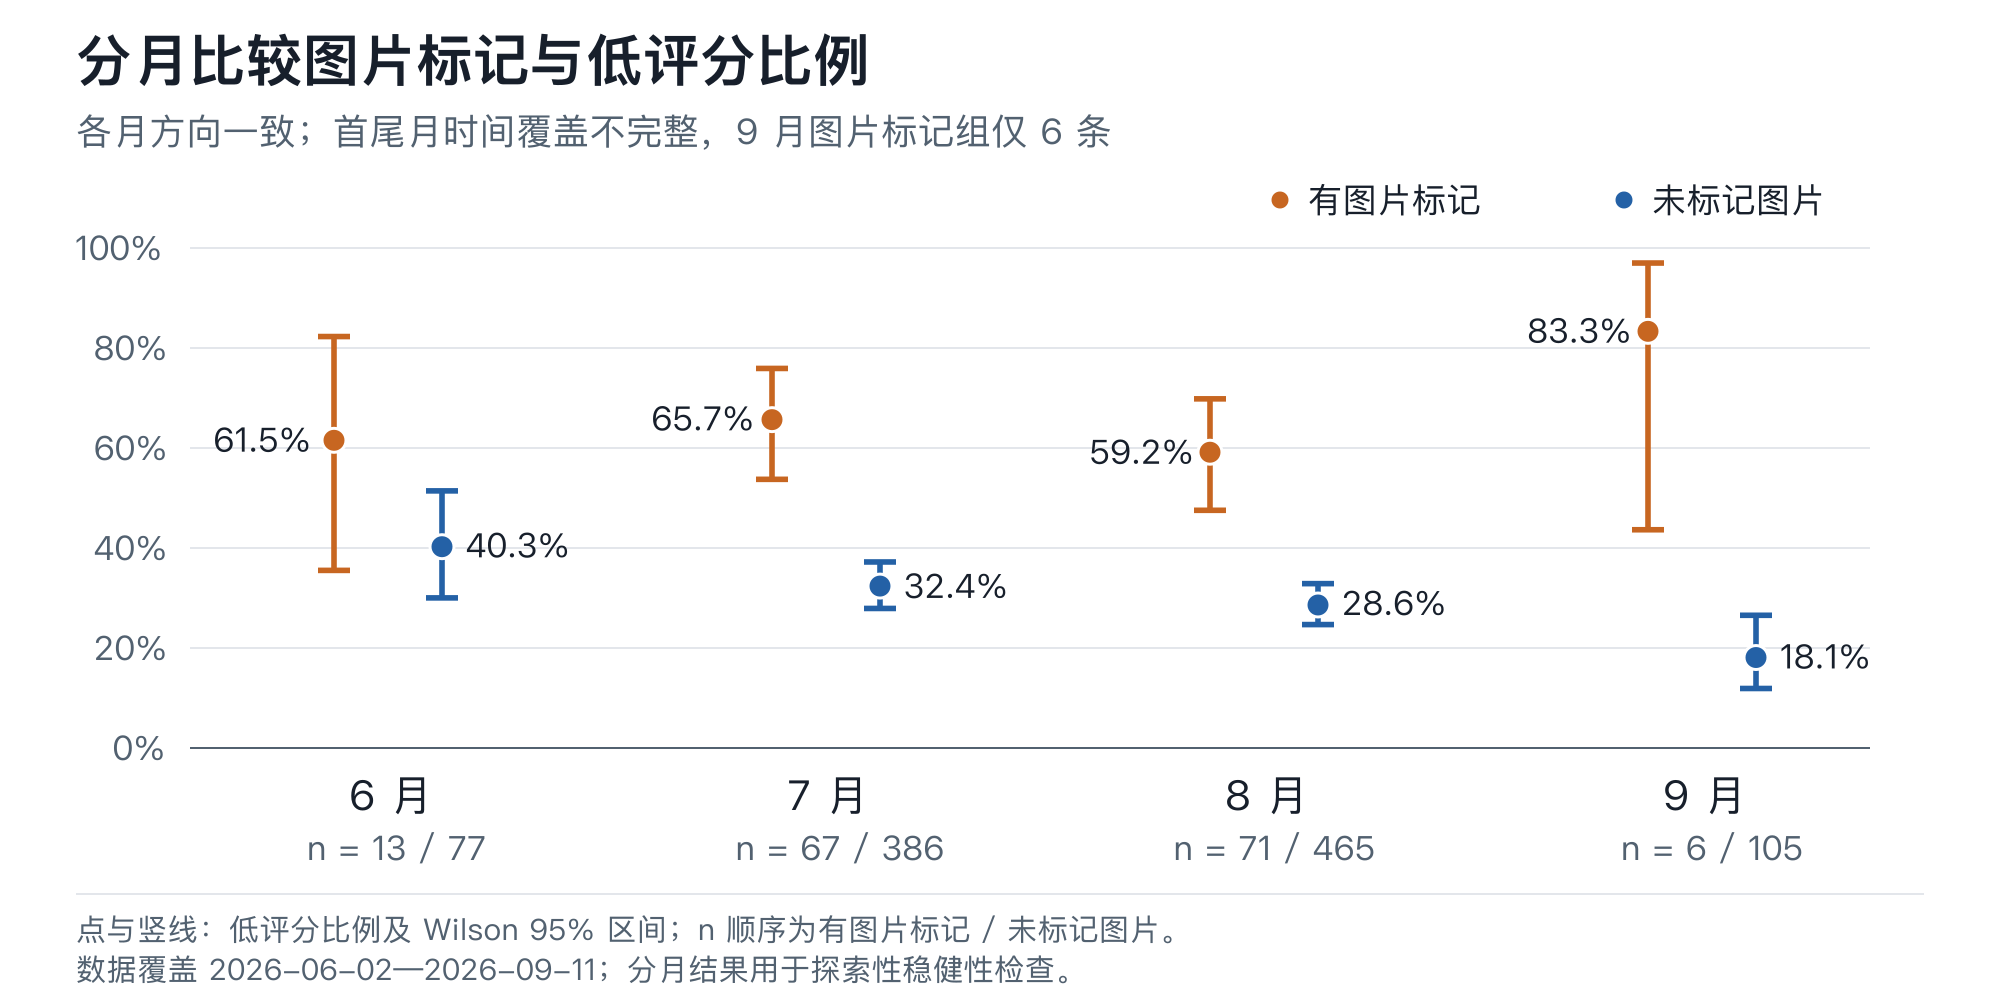 分月比较图片标记与低评分比例
各月方向一致；首尾月时间覆盖不完整，9 月图片标记组仅 6 条
有图片标记 未标记图片
100%
80%
60%
40%
20%
0%
61.5% 40.3%
65.7% 32.4%
59.2% 28.6%
83.3% 18.1%
6 月 7 月 8 月 9 月
n = 13 / 77 n = 67 / 386 n = 71 / 465 n = 6 / 105
点与竖线：低评分比例及 Wilson 95% 区间；n 顺序为有图片标记 / 未标记图片。
数据覆盖 2026–06–02—2026–09–11；分月结果用于探索性稳健性检查。